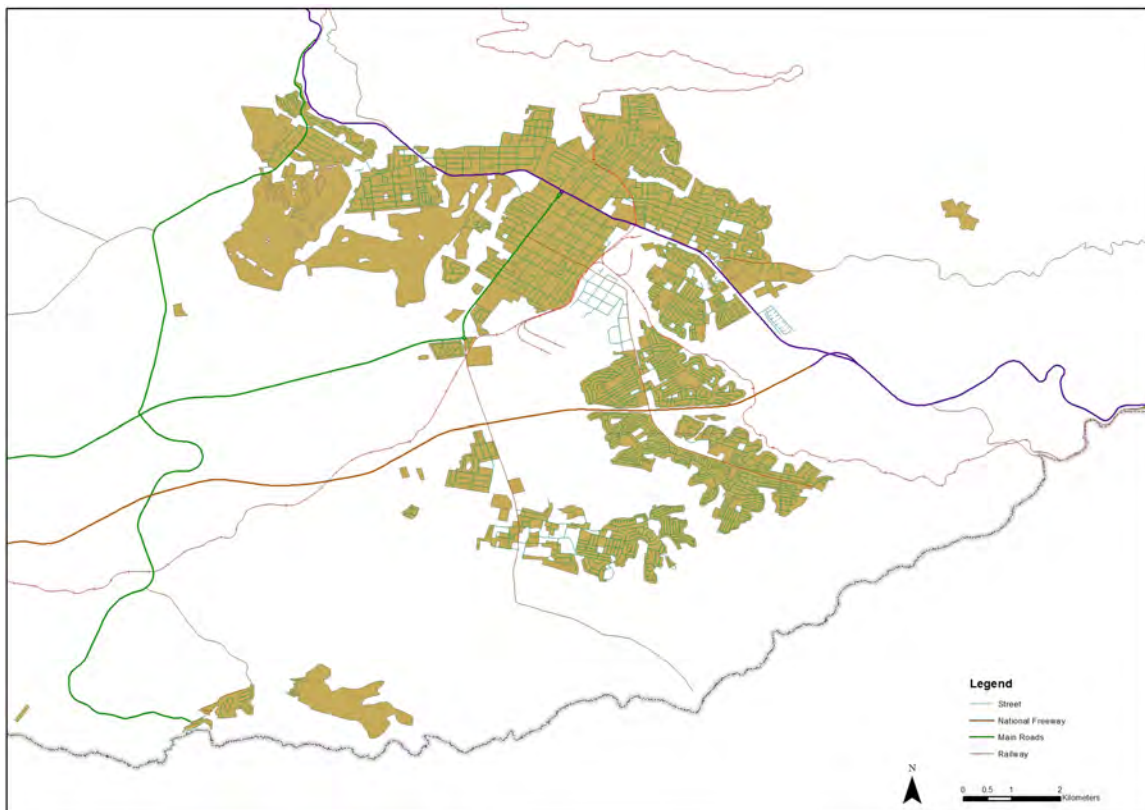 Legend
Street
National Freeway
Main Roads
Railway
N
0 0.5 1 2
Kilometers